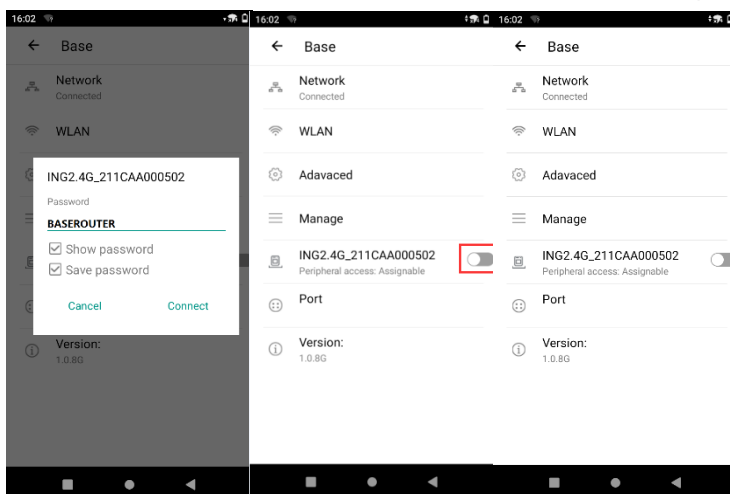 16:02
Base
Network
Connected
WLAN
ING2.4G_211CAA000502
Password
BASEROUTER
Show password
Save password
Cancel
Connect
Version:
1.0.8G
16:02
Base
Network
Connected
WLAN
Adavaced
Manage
ING2.4G_211CAA000502
Peripheral access: Assignable
Port
Version:
1.0.8G
16:02
Base
Network
Connected
WLAN
Adavaced
Manage
ING2.4G_211CAA000502
Peripheral access: Assignable
Port
Version:
1.0.8G